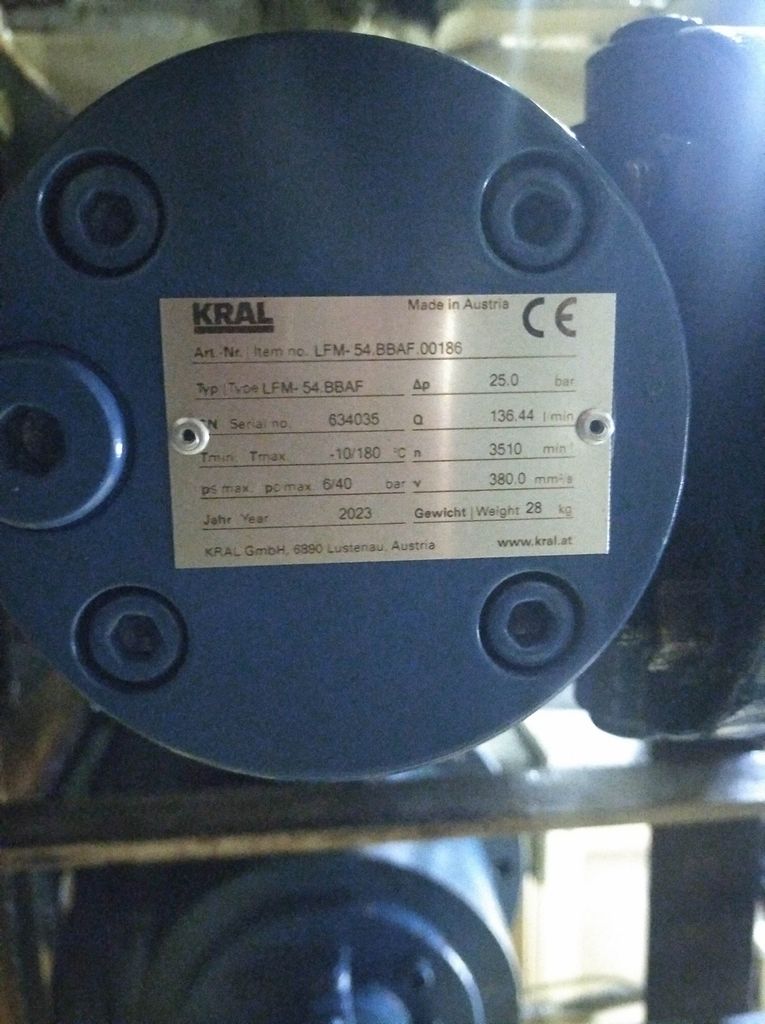 KRAL Made in Austria CE
Art.-Nr. | Item no. LFM- 54.BBAF.00186
Typ | Type LFM- 54.BBAF Δp 25.0 bar
SN Serial no. 634035 Q 136.44 l/min
Tmin. Tmax. -10/180 °C n 3510 min⁻¹
ps max. pd max. 6/40 bar ν 380.0 mm²/s
Jahr Year 2023 Gewicht | Weight 28 kg
KRAL GmbH, 6890 Lustenau, Austria www.kral.at